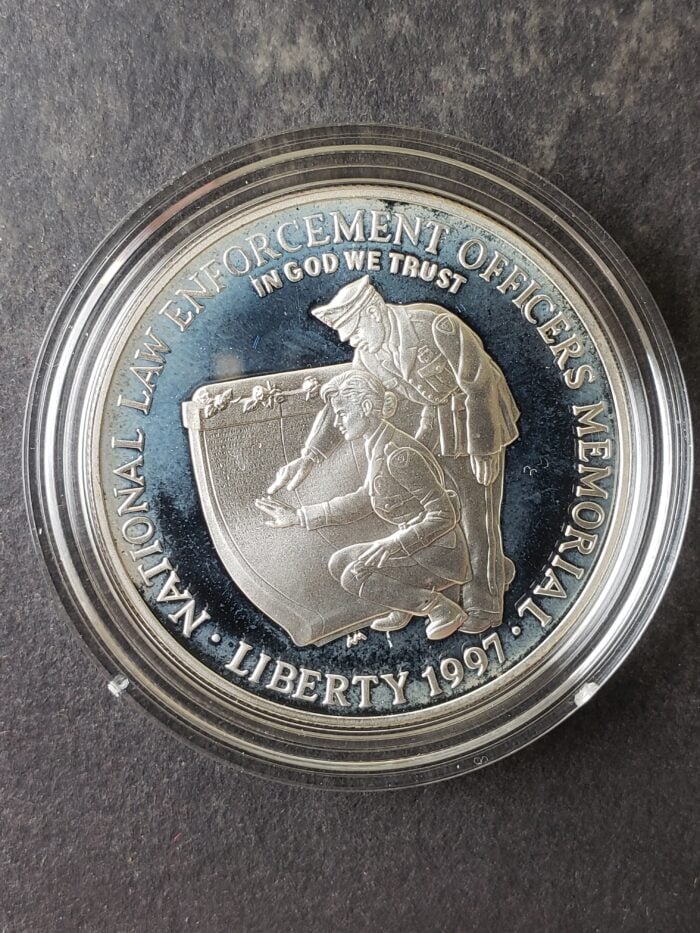 NATIONAL LAW ENFORCEMENT OFFICERS MEMORIAL
IN GOD WE TRUST
· LIBERTY 1997 ·